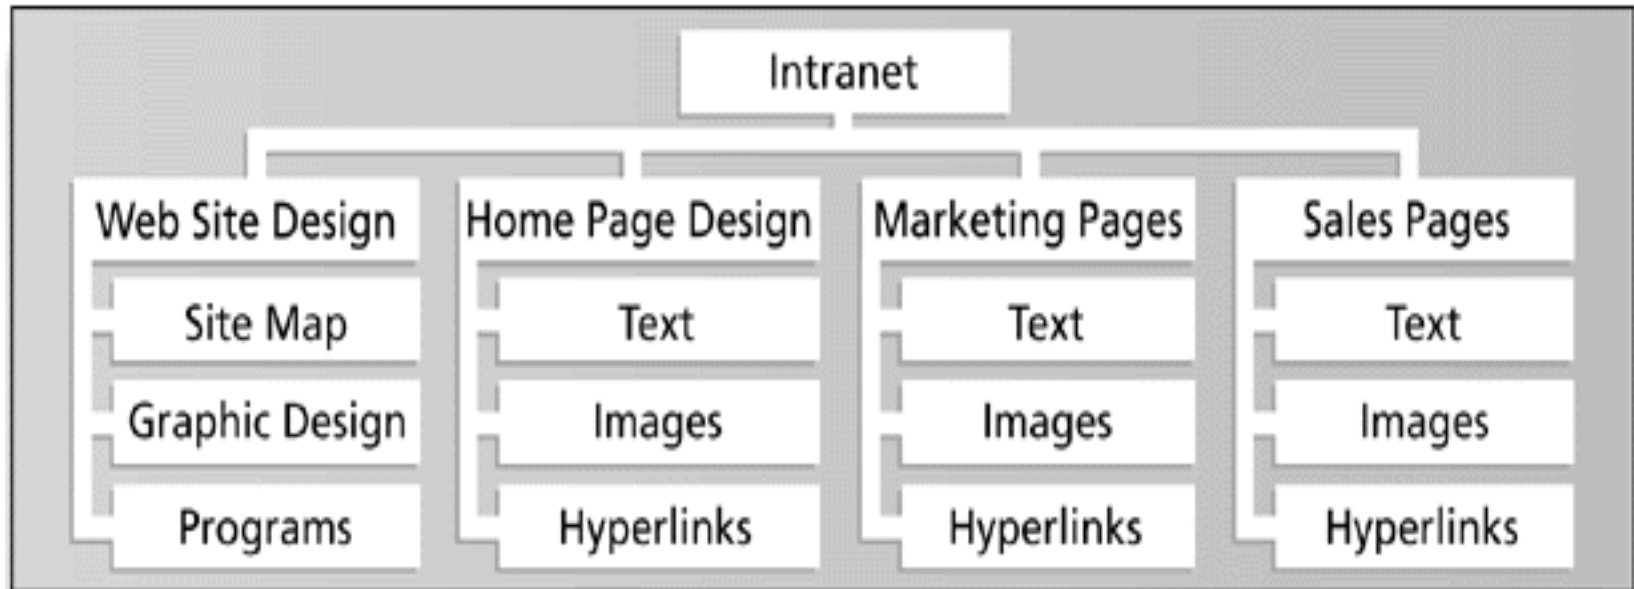 Intranet
Web Site Design
Home Page Design
Marketing Pages
Sales Pages
Site Map
Text
Text
Text
Graphic Design
Images
Images
Images
Programs
Hyperlinks
Hyperlinks
Hyperlinks